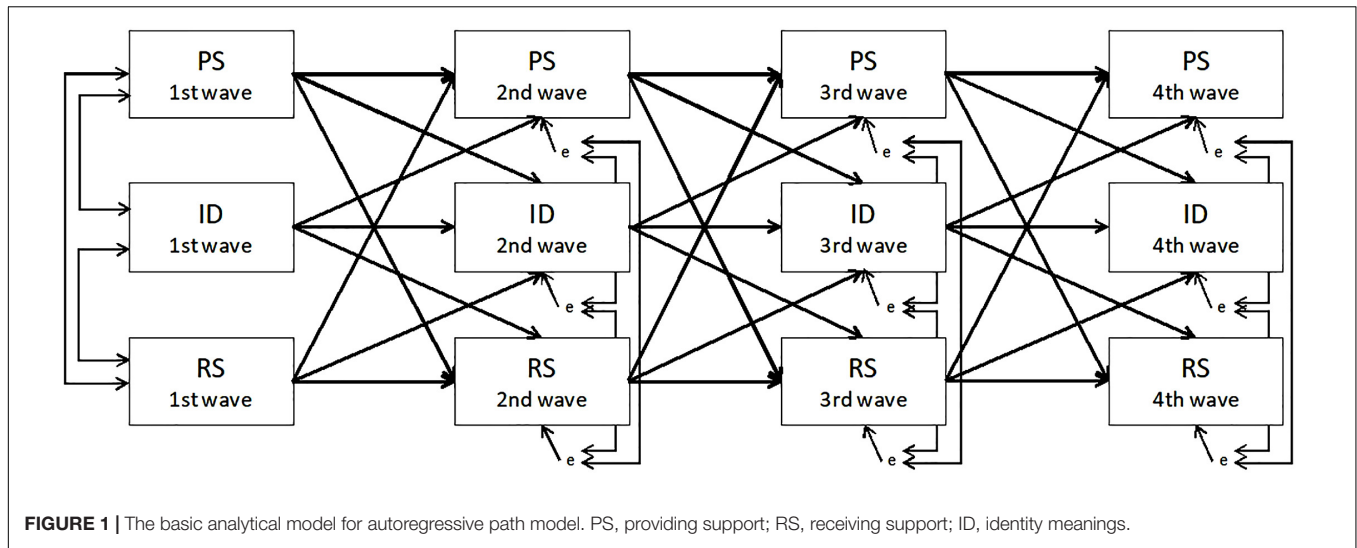 PS
1st wave
PS
2nd wave
PS
3rd wave
PS
4th wave
e
e
e
ID
1st wave
ID
2nd wave
ID
3rd wave
ID
4th wave
e
e
e
RS
1st wave
RS
2nd wave
RS
3rd wave
RS
4th wave
e
e
e
FIGURE 1 | The basic analytical model for autoregressive path model. PS, providing support; RS, receiving support; ID, identity meanings.